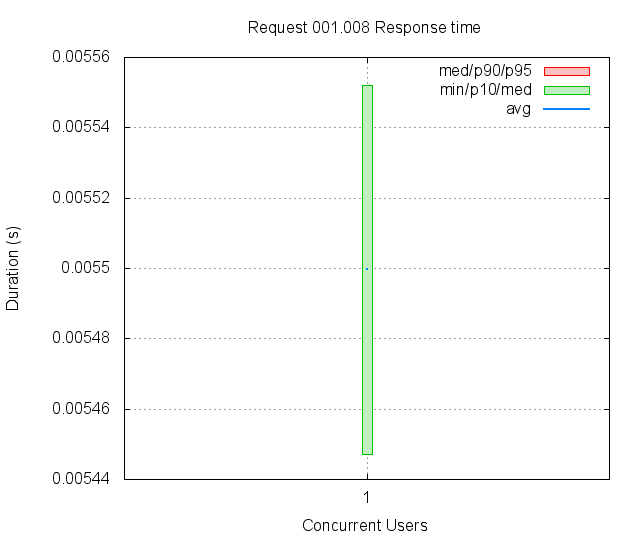 Request 001.008 Response time
0.00556
0.00554
0.00552
0.0055
0.00548
0.00546
0.00544
Duration (s)
med/p90/p95
min/p10/med
avg
1
Concurrent Users